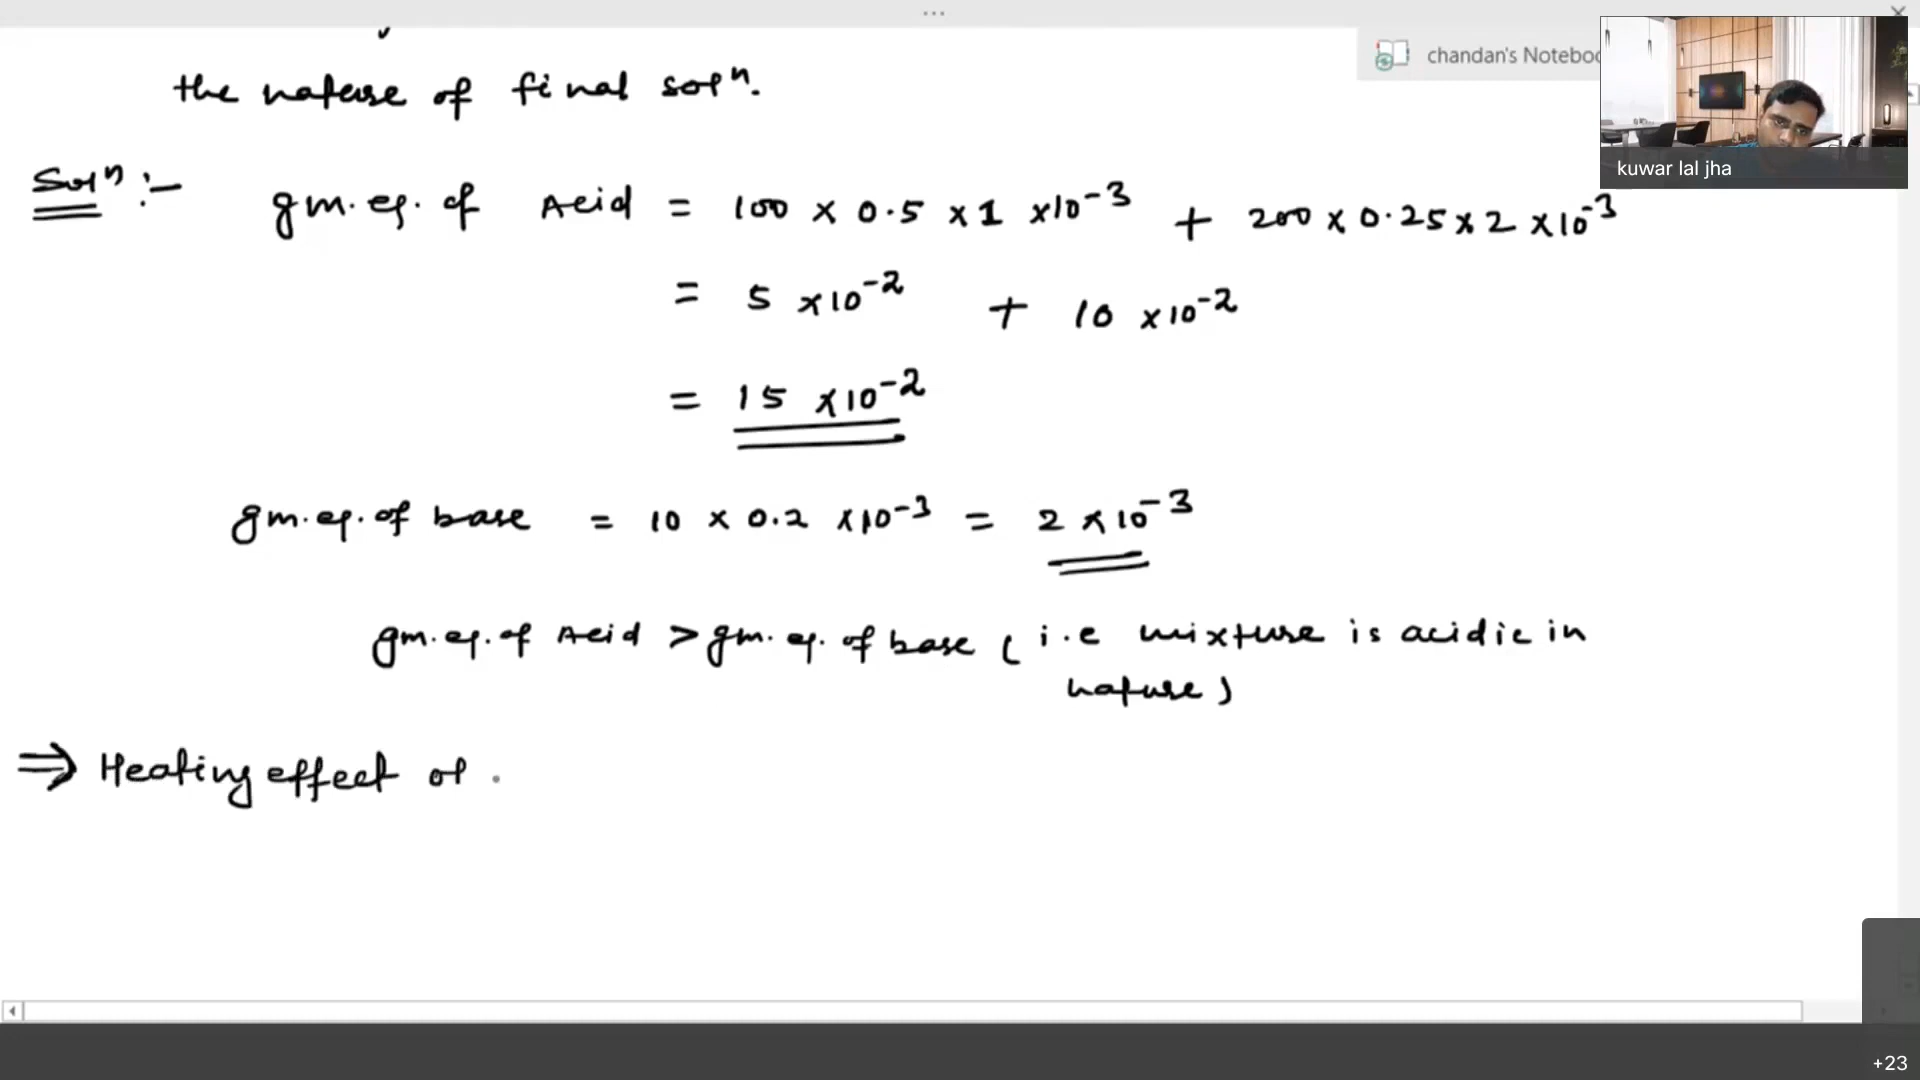 the nature of final solⁿ.
chandan's Noteboo
kuwar lal jha
Solⁿ :-
gm. eq. of Acid = 100 × 0.5 × 1 × 10⁻³ + 200 × 0.25 × 2 × 10⁻³
= 5 × 10⁻² + 10 × 10⁻²
= 15 × 10⁻²
gm. eq. of base = 10 × 0.2 × 10⁻³ = 2 × 10⁻³
gm. eq. of Acid > gm. eq. of base (i.e mixture is acidic in
nature)
⇒ Heating effect of
+23